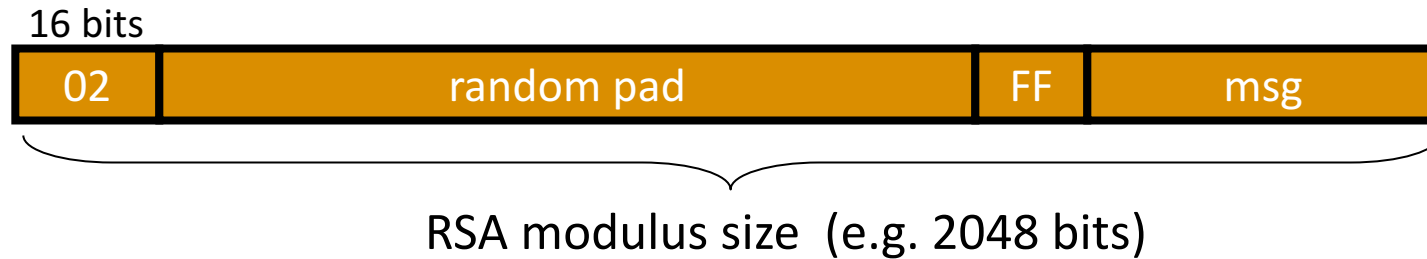 16 bits
02 random pad FF msg
RSA modulus size (e.g. 2048 bits)